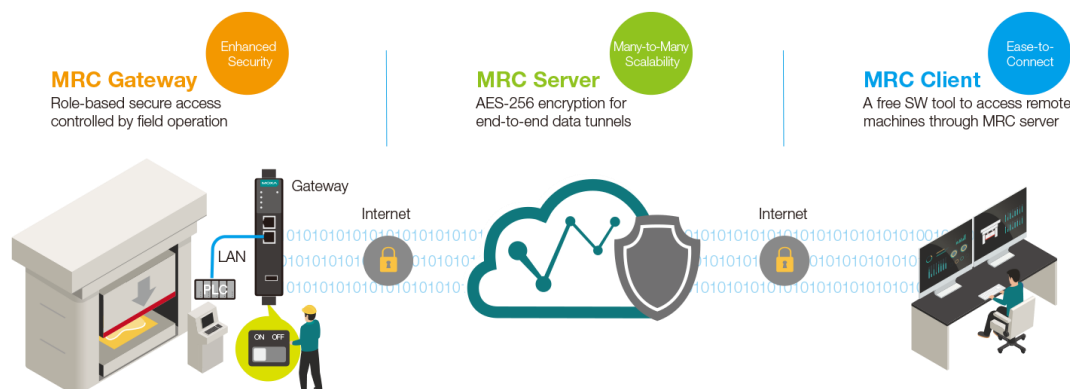 Enhanced
Security
MRC Gateway
Role-based secure access
controlled by field operation
Many-to-Many
Scalability
MRC Server
AES-256 encryption for
end-to-end data tunnels
Ease-to-
Connect
MRC Client
A free SW tool to access remote
machines through MRC server
MOXA
Gateway
LAN
PLC
ON OFF
Internet
Internet